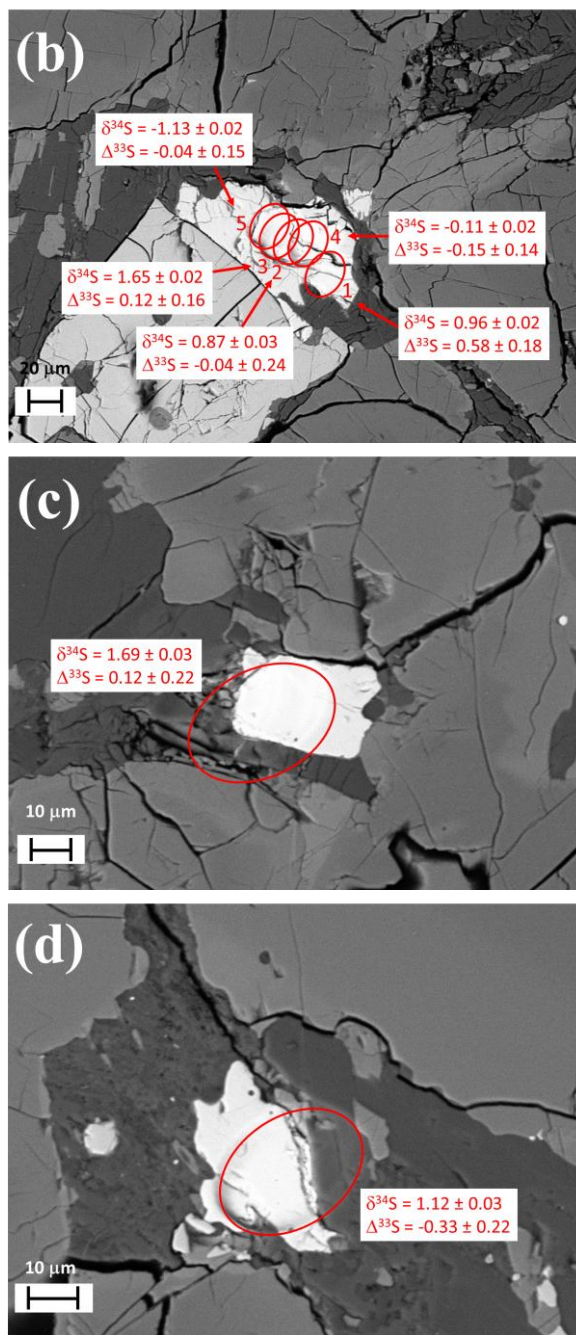 (b)
δ³⁴S = -1.13 ± 0.02
Δ³³S = -0.04 ± 0.15
5
4
δ³⁴S = -0.11 ± 0.02
Δ³³S = -0.15 ± 0.14
δ³⁴S = 1.65 ± 0.02
Δ³³S = 0.12 ± 0.16
3
2
1
δ³⁴S = 0.87 ± 0.03
Δ³³S = -0.04 ± 0.24
δ³⁴S = 0.96 ± 0.02
Δ³³S = 0.58 ± 0.18
20 μm
(c)
δ³⁴S = 1.69 ± 0.03
Δ³³S = 0.12 ± 0.22
10 μm
(d)
δ³⁴S = 1.12 ± 0.03
Δ³³S = -0.33 ± 0.22
10 μm